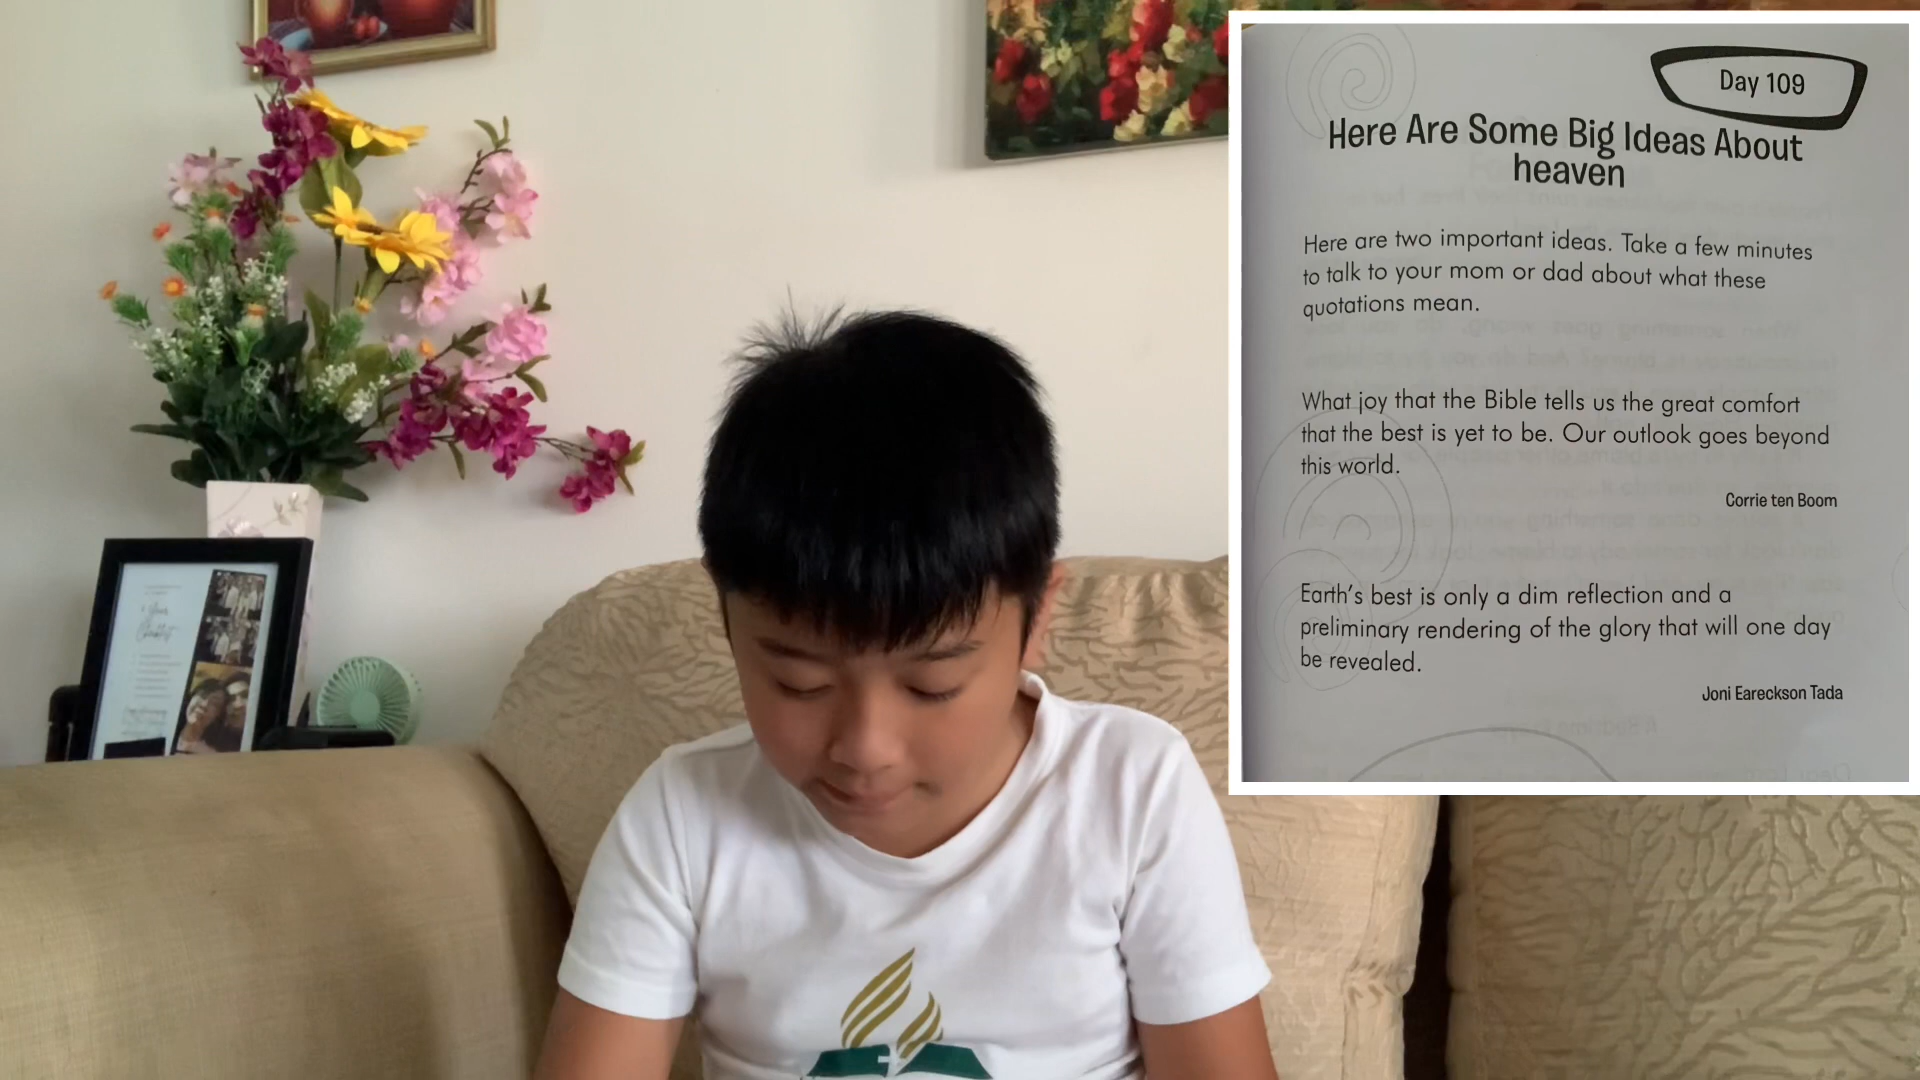 Day 109
Here Are Some Big Ideas About
heaven
Here are two important ideas. Take a few minutes
to talk to your mom or dad about what these
quotations mean.
What joy that the Bible tells us the great comfort
that the best is yet to be. Our outlook goes beyond
this world.
Corrie ten Boom
Earth's best is only a dim reflection and a
preliminary rendering of the glory that will one day
be revealed.
Joni Eareckson Tada